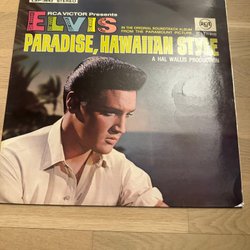 STEREO
RCA VICTOR Presents
ELVIS
IN THE ORIGINAL SOUNDTRACK ALBUM
FROM THE PARAMOUNT PICTURE
PARADISE, HAWAIIAN STYLE
A HAL WALLIS PRODUCTION